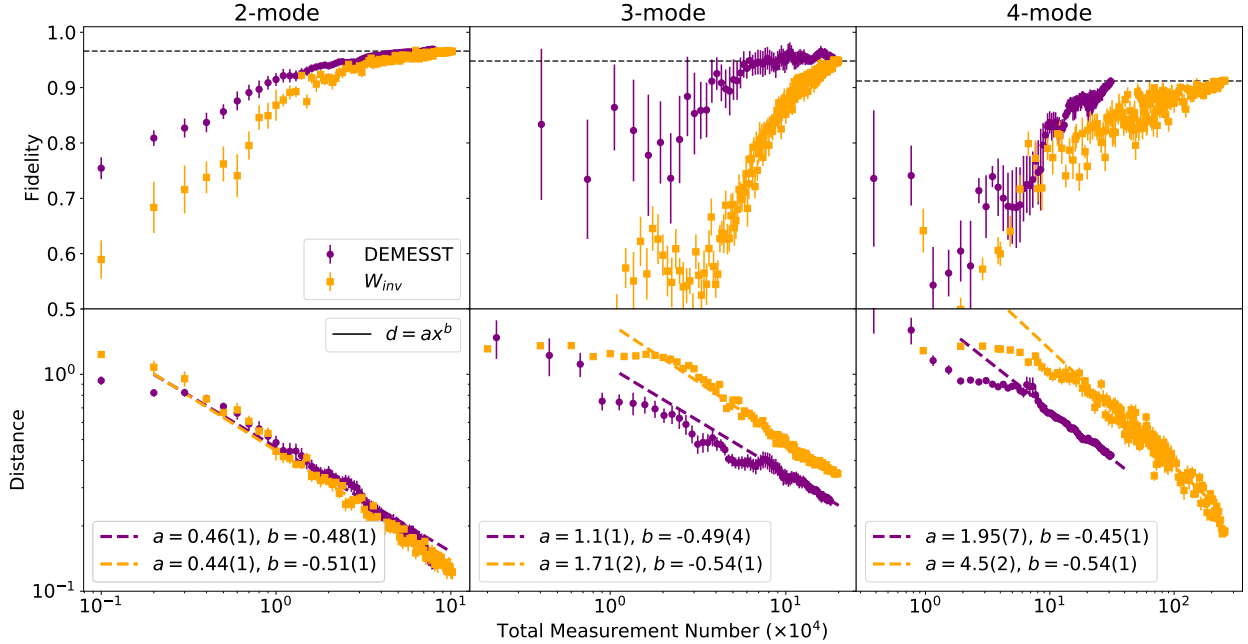 2-mode
3-mode
4-mode
1.0
0.9
0.8
0.7
0.6
0.5
Fidelity
DEMESST
W_inv
d = ax^b
10^0
10^−1
Distance
a = 0.46(1), b = -0.48(1)
a = 0.44(1), b = -0.51(1)
a = 1.1(1), b = -0.49(4)
a = 1.71(2), b = -0.54(1)
a = 1.95(7), b = -0.45(1)
a = 4.5(2), b = -0.54(1)
10^−1 10^0 10^1
10^0 10^1
10^0 10^1 10^2
Total Measurement Number (×10^4)